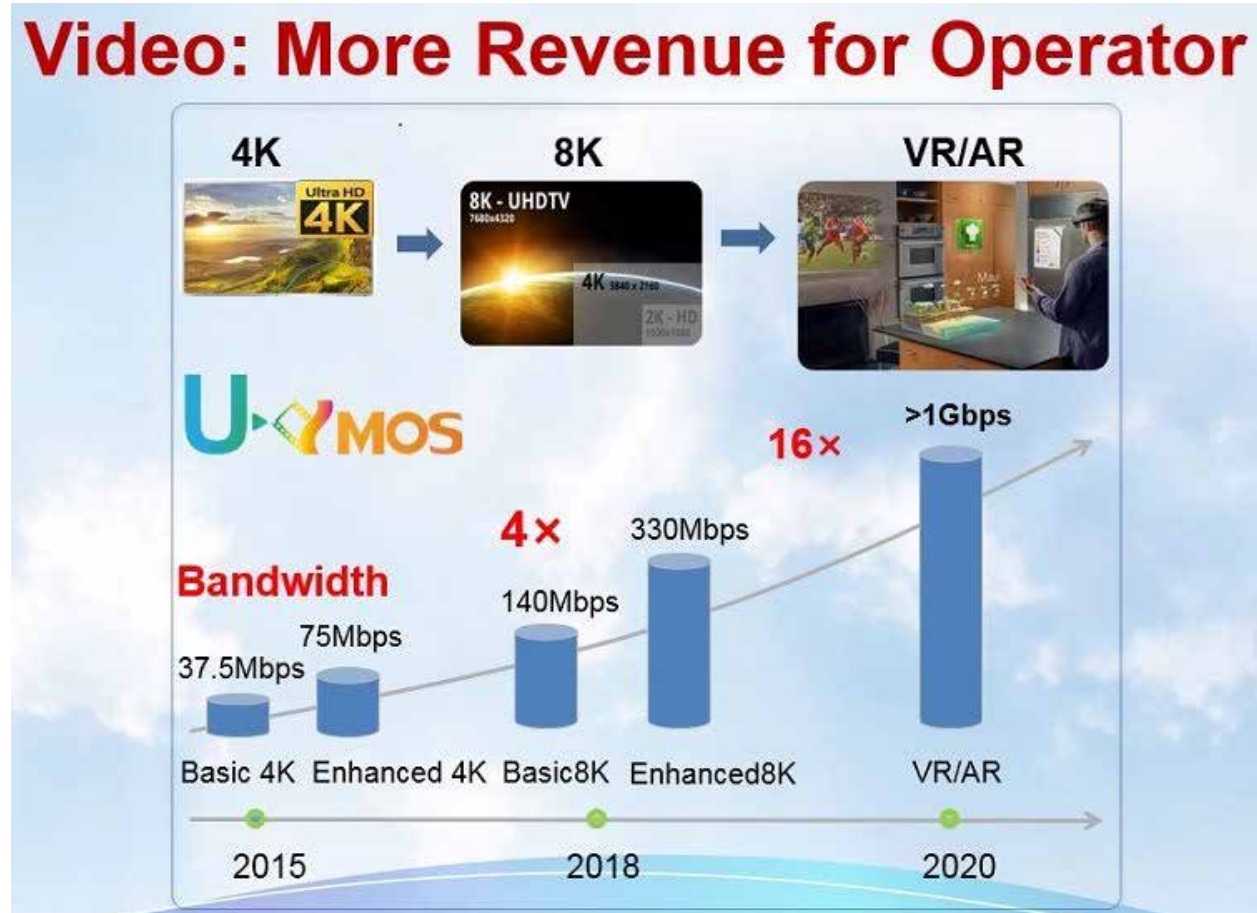 Video: More Revenue for Operator
4K
8K
VR/AR
Ultra HD
4K
8K - UHDTV
7680x4320
4K 3840 x 2160
2K - HD
1920x1080
Maui
U-YMOS
>1Gbps
16×
4×
330Mbps
Bandwidth
140Mbps
75Mbps
37.5Mbps
Basic 4K
Enhanced 4K
Basic8K
Enhanced8K
VR/AR
2015
2018
2020